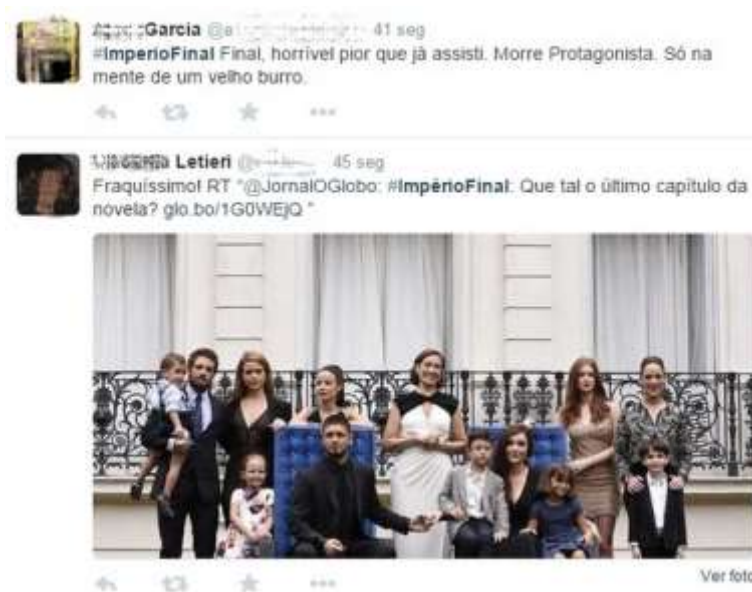 Garcia 41 seg
#ImperioFinal Final, horrível pior que já assisti. Morre Protagonista. Só na
mente de um velho burro.
Letieri 45 seg
Fraquíssimo! RT "@JornalOGlobo: #ImpérioFinal: Que tal o último capítulo da
novela? glo.bo/1G0WEjQ "
Ver foto